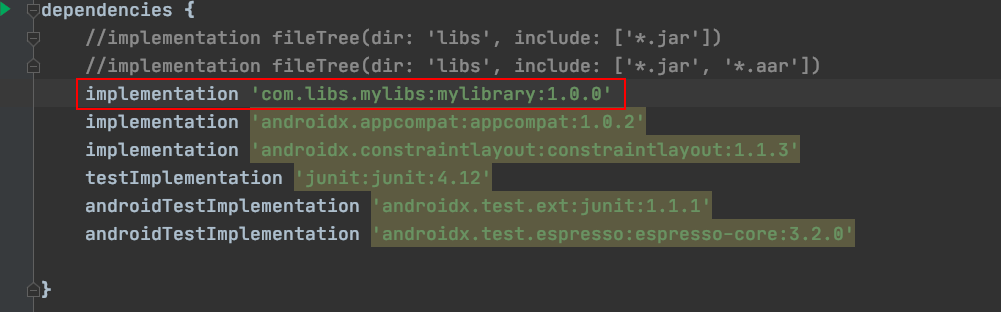 dependencies {
//implementation fileTree(dir: 'libs', include: ['*.jar'])
//implementation fileTree(dir: 'libs', include: ['*.jar', '*.aar'])
implementation 'com.libs.mylibs:mylibrary:1.0.0'
implementation 'androidx.appcompat:appcompat:1.0.2'
implementation 'androidx.constraintlayout:constraintlayout:1.1.3'
testImplementation 'junit:junit:4.12'
androidTestImplementation 'androidx.test.ext:junit:1.1.1'
androidTestImplementation 'androidx.test.espresso:espresso-core:3.2.0'
}